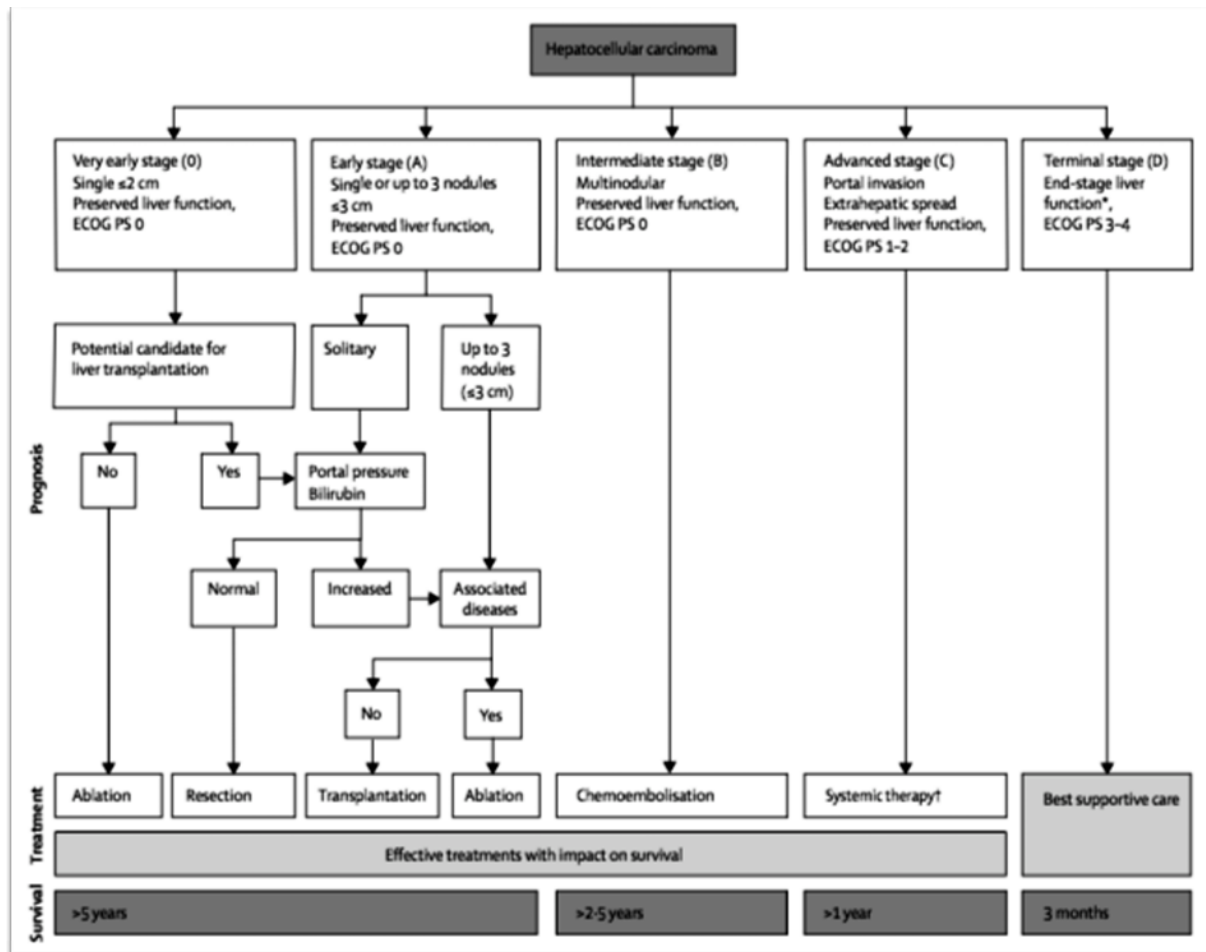 Hepatocellular carcinoma
Very early stage (0)
Single ≤2 cm
Preserved liver function,
ECOG PS 0
Early stage (A)
Single or up to 3 nodules
≤3 cm
Preserved liver function,
ECOG PS 0
Intermediate stage (B)
Multinodular
Preserved liver function,
ECOG PS 0
Advanced stage (C)
Portal invasion
Extrahepatic spread
Preserved liver function,
ECOG PS 1–2
Terminal stage (D)
End-stage liver
function*,
ECOG PS 3–4
Potential candidate for
liver transplantation
Solitary
Up to 3
nodules
(≤3 cm)
Prognosis
No
Yes
Portal pressure
Bilirubin
Normal
Increased
Associated
diseases
No
Yes
Treatment
Ablation
Resection
Transplantation
Ablation
Chemoembolisation
Systemic therapy†
Best supportive care
Effective treatments with impact on survival
Survival
>5 years
>2·5 years
>1 year
3 months